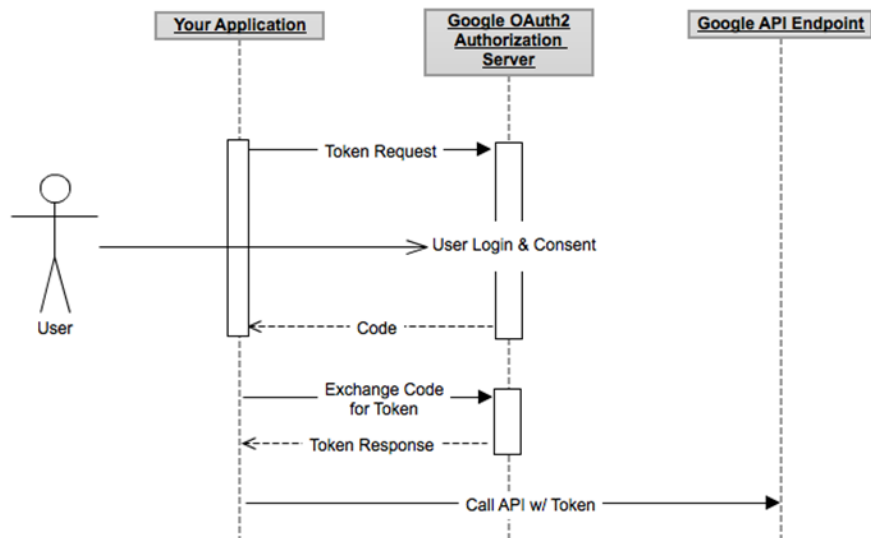 Your Application
Google OAuth2
Authorization
Server
Google API Endpoint
Token Request
User Login & Consent
User
Code
Exchange Code
for Token
Token Response
Call API w/ Token